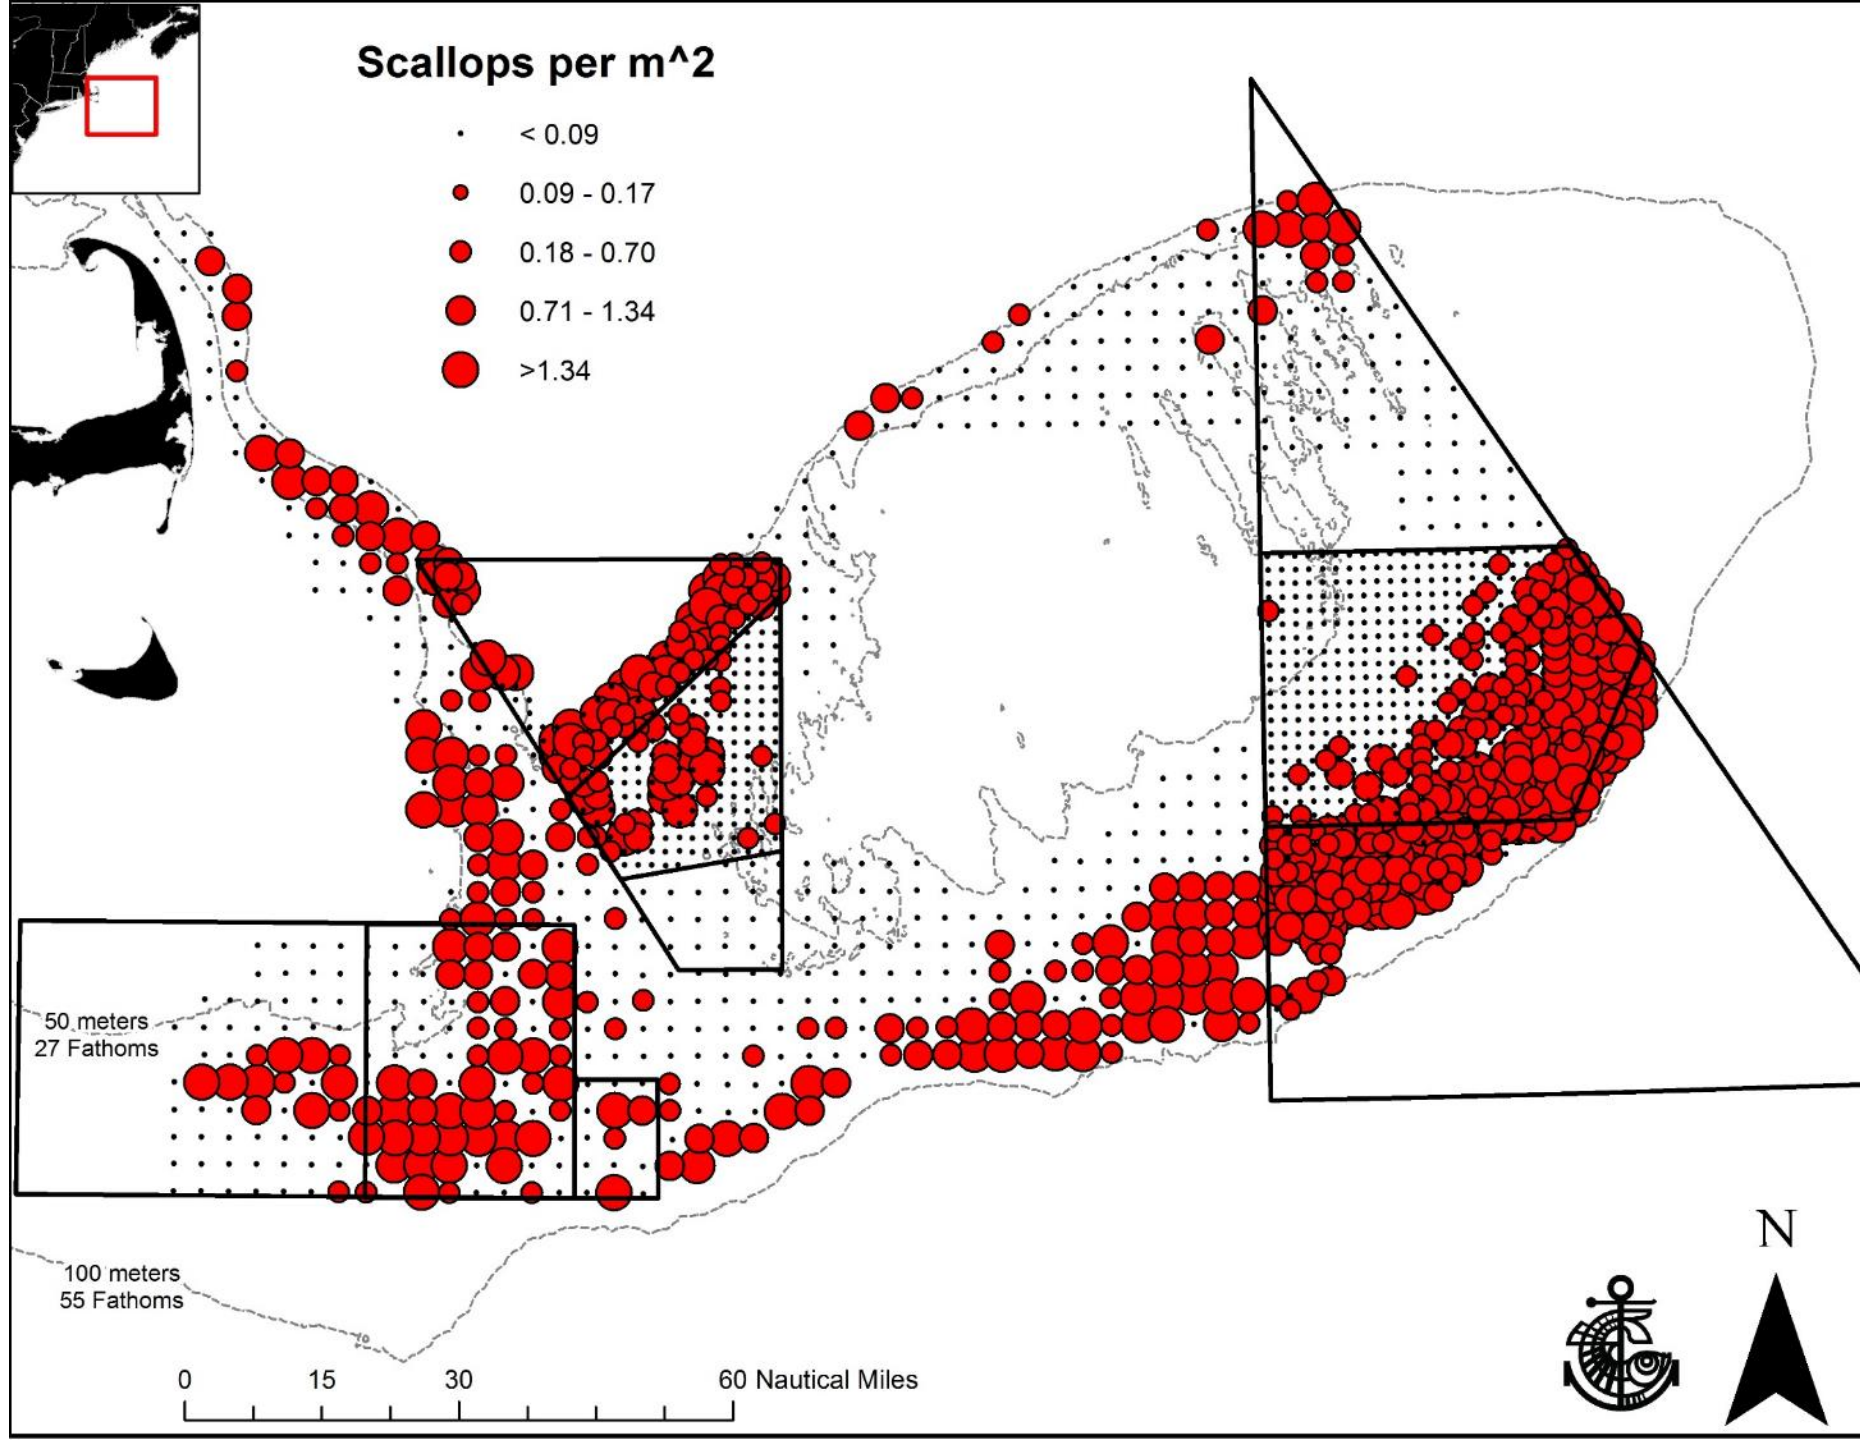 Scallops per m^2
< 0.09
0.09 - 0.17
0.18 - 0.70
0.71 - 1.34
>1.34
50 meters
27 Fathoms
100 meters
55 Fathoms
N
0 15 30 60 Nautical Miles